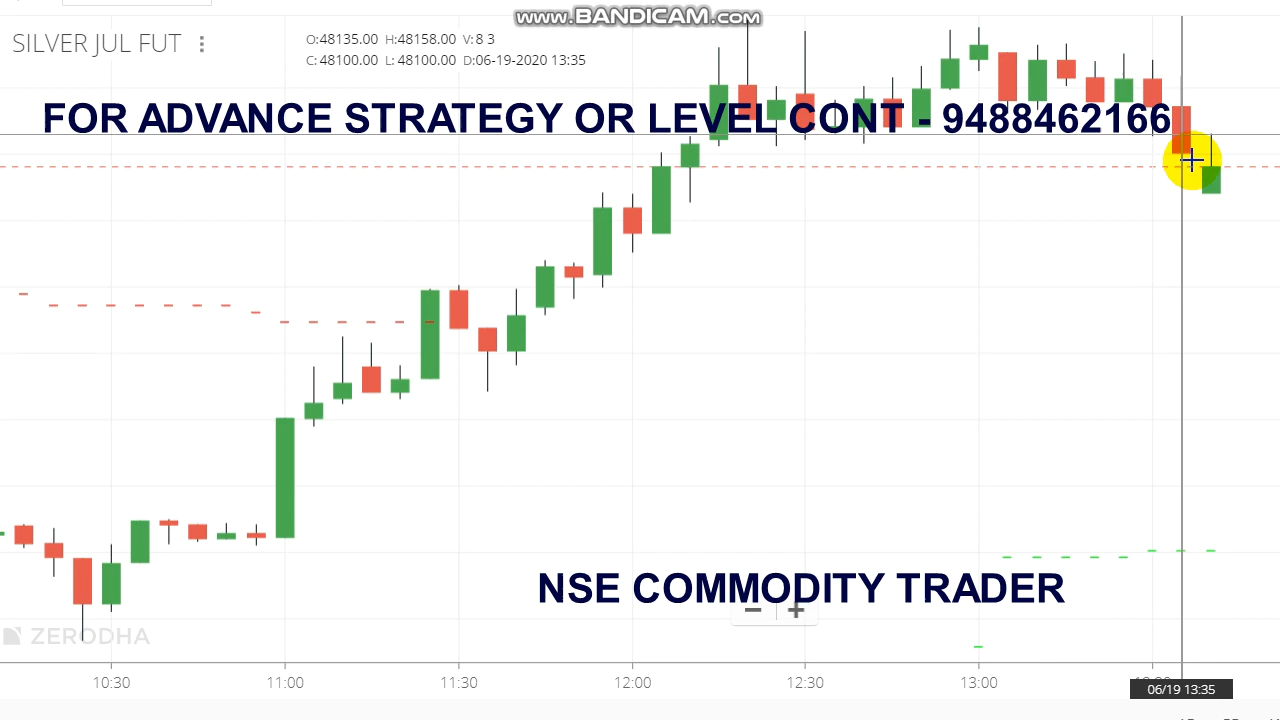 www.BANDICAM.com
SILVER JUL FUT
O:48135.00 H:48158.00 V:8 3
C:48100.00 L:48100.00 D:06-19-2020 13:35
FOR ADVANCE STRATEGY OR LEVEL CONT - 9488462166
NSE COMMODITY TRADER
ZERODHA
10:30 11:00 11:30 12:00 12:30 13:00
06/19 13:35